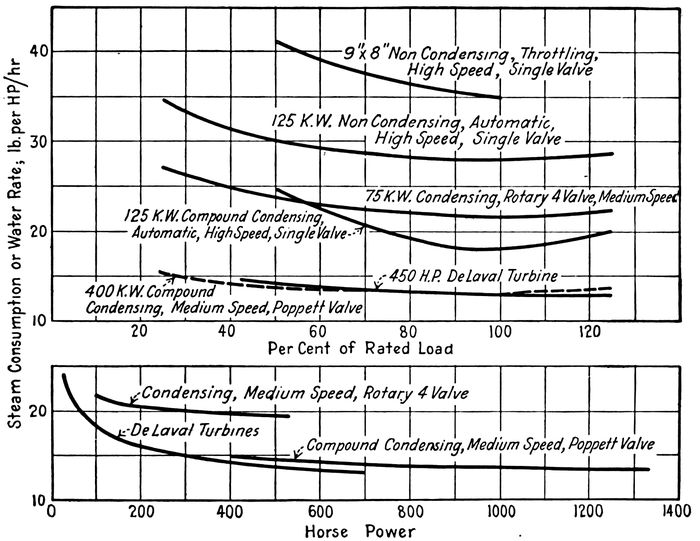 Steam Consumption or Water Rate; lb. per HP/hr
40
30
20
10
9"x 8" Non Condensing, Throttling,
High Speed, Single Valve
125 K.W. Non Condensing, Automatic,
High Speed, Single Valve
75 K.W. Condensing, Rotary 4 Valve, Medium Speed
125 K.W. Compound Condensing,
Automatic, High Speed, Single Valve
450 H.P. De Laval Turbine
400 K.W. Compound
Condensing, Medium Speed, Poppett Valve
20 40 60 80 100 120
Per Cent of Rated Load
20
10
Condensing, Medium Speed, Rotary 4 Valve
De Laval Turbines
Compound Condensing, Medium Speed, Poppett Valve
0 200 400 600 800 1000 1200 1400
Horse Power